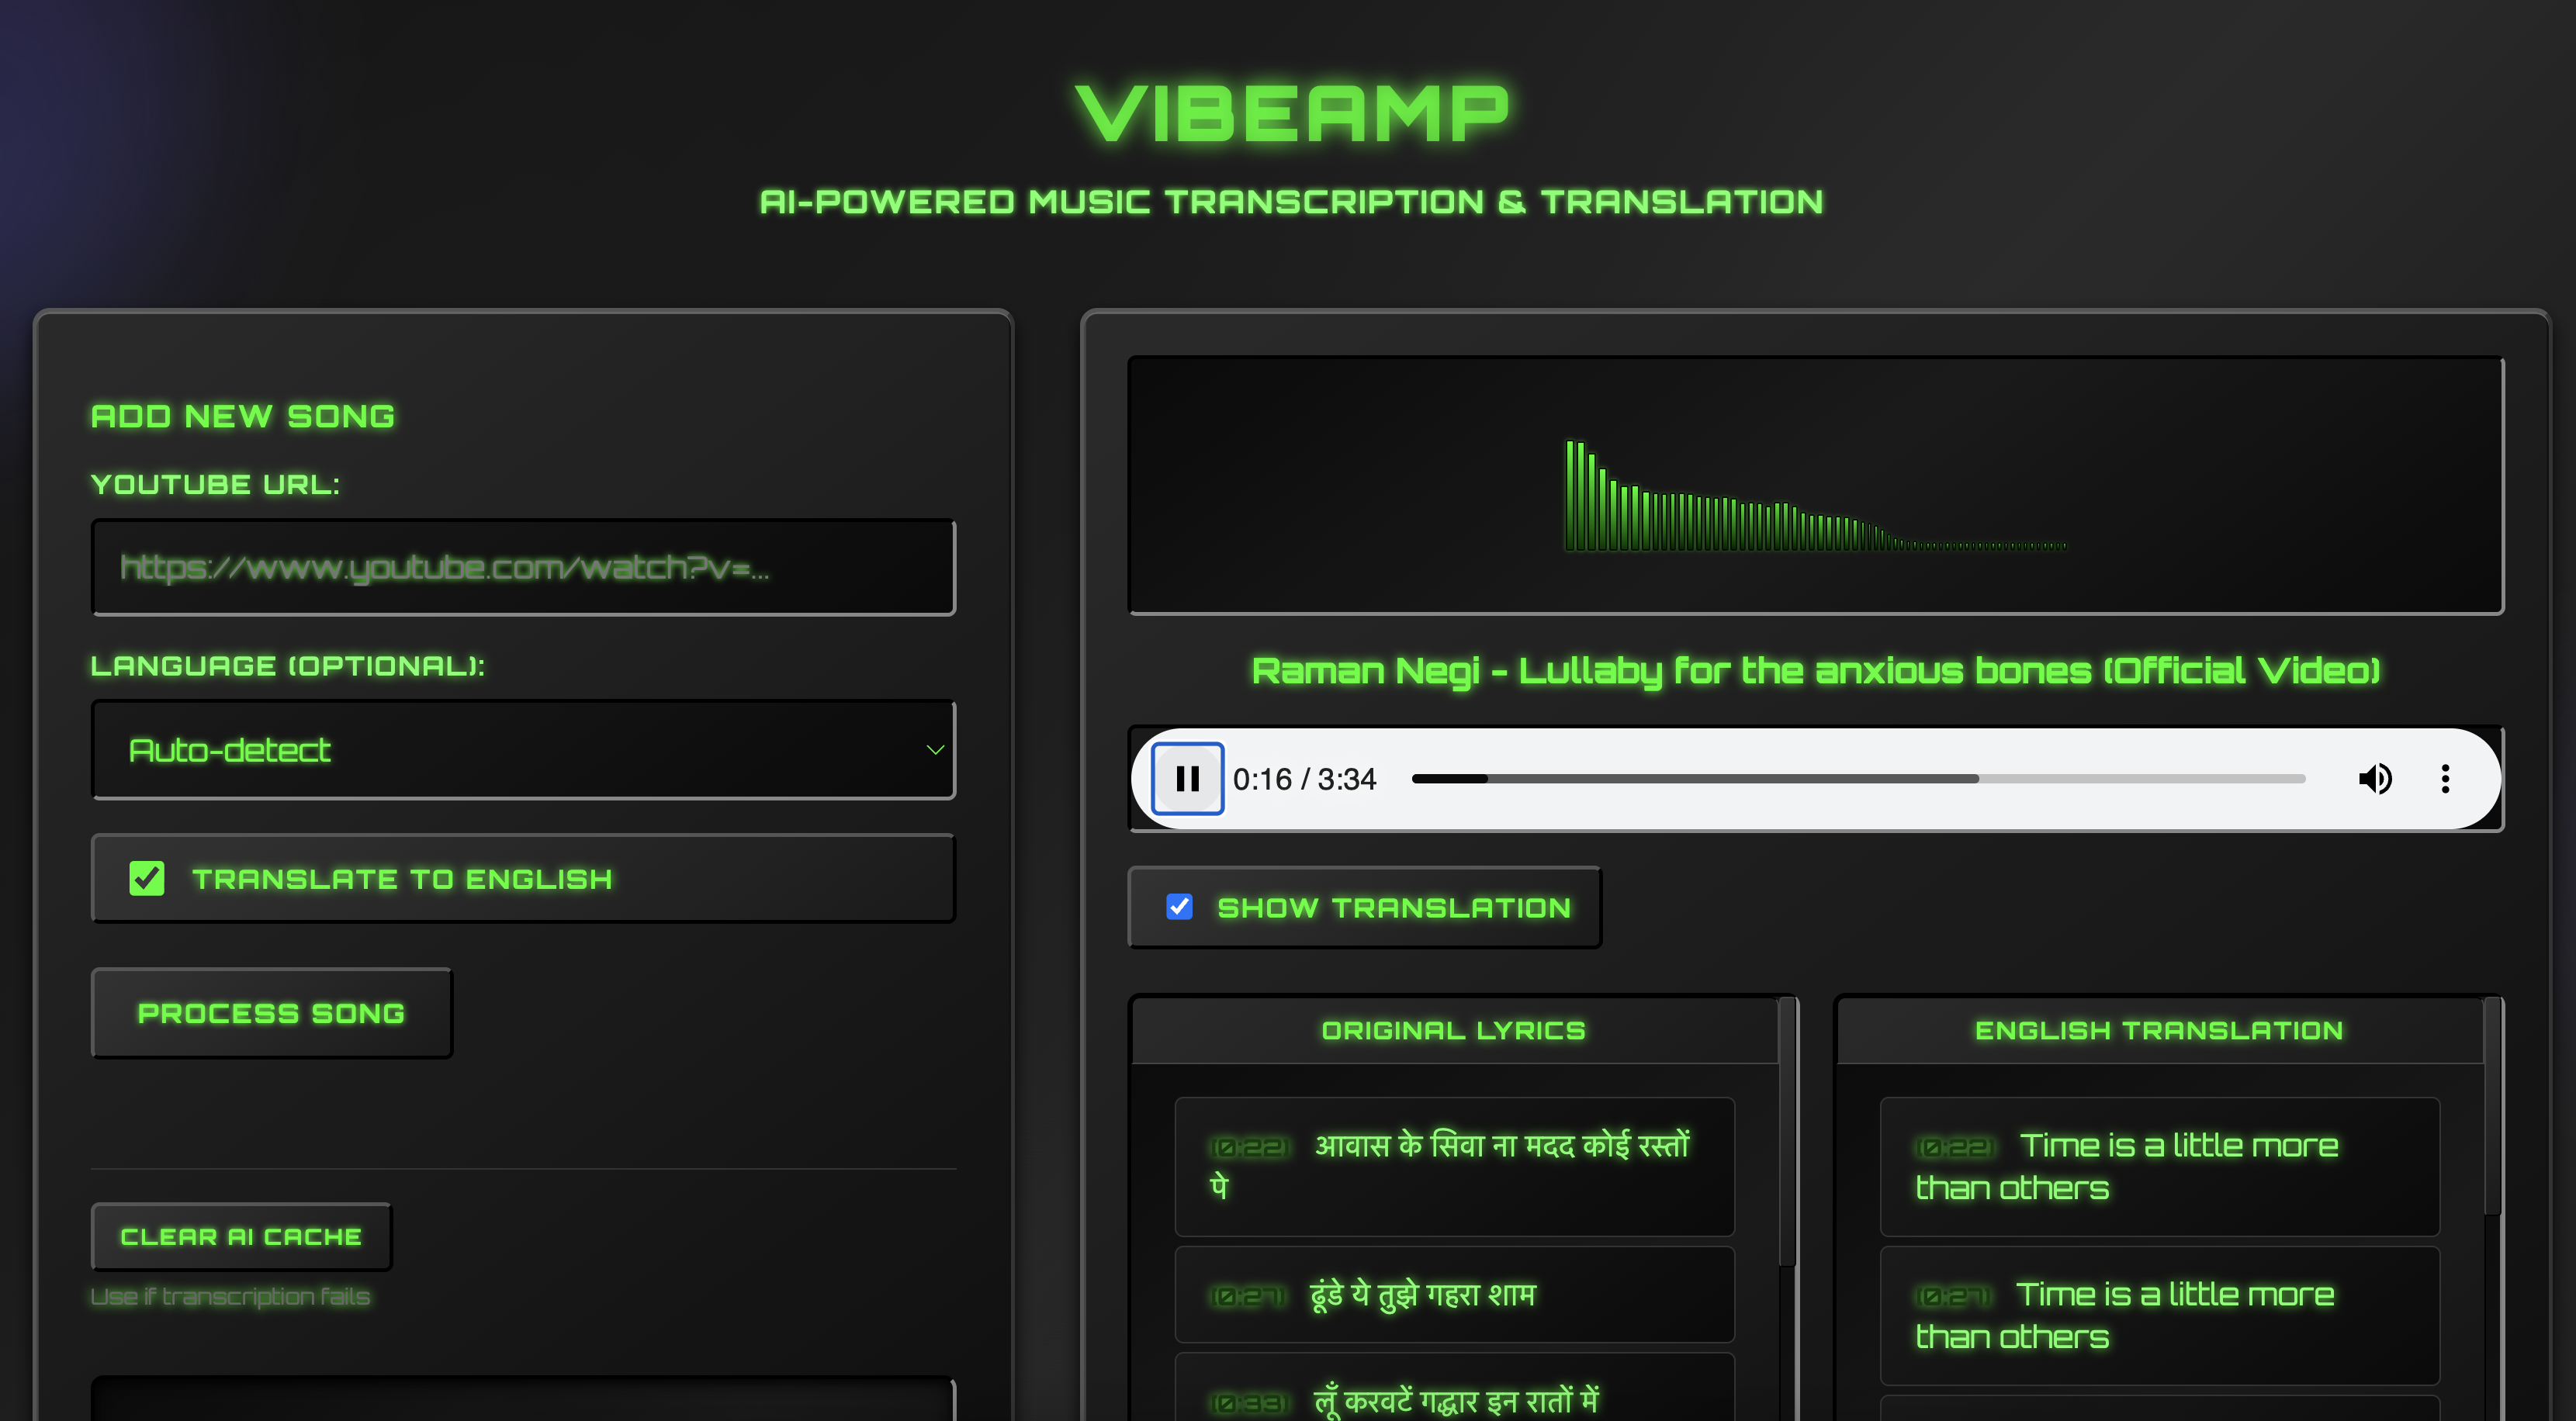 VIBEAMP
AI-POWERED MUSIC TRANSCRIPTION & TRANSLATION
ADD NEW SONG
YOUTUBE URL:
https://www.youtube.com/watch?v=...
LANGUAGE (OPTIONAL):
Auto-detect
TRANSLATE TO ENGLISH
PROCESS SONG
CLEAR AI CACHE
Use if transcription fails
Raman Negi - Lullaby for the anxious bones (Official Video)
0:16 / 3:34
SHOW TRANSLATION
ORIGINAL LYRICS
[0:22] आवास के सिवा ना मदद कोई रस्तों
पे
[0:27] ढूंडे ये तुझे गहरा शाम
[0:33] लूँ करवटें गद्धार इन रातों में
ENGLISH TRANSLATION
[0:22] Time is a little more
than others
[0:27] Time is a little more
than others